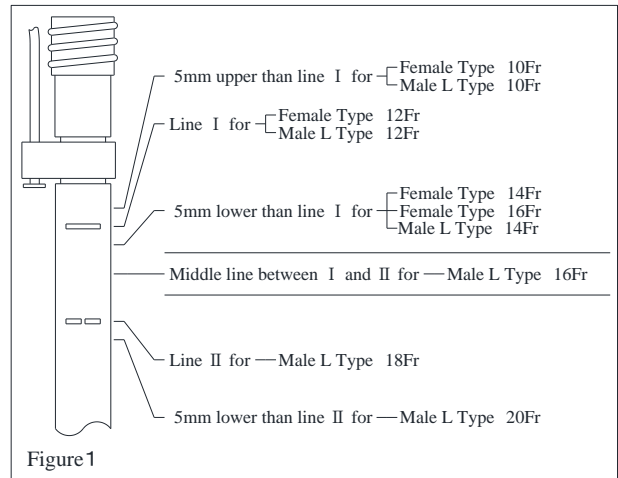 5mm upper than line Ⅰ for Female Type 10Fr
Male L Type 10Fr
Line Ⅰ for Female Type 12Fr
Male L Type 12Fr
5mm lower than line Ⅰ for Female Type 14Fr
Female Type 16Fr
Male L Type 14Fr
Middle line between Ⅰ and Ⅱ for Male L Type 16Fr
Line Ⅱ for Male L Type 18Fr
5mm lower than line Ⅱ for Male L Type 20Fr
Figure1